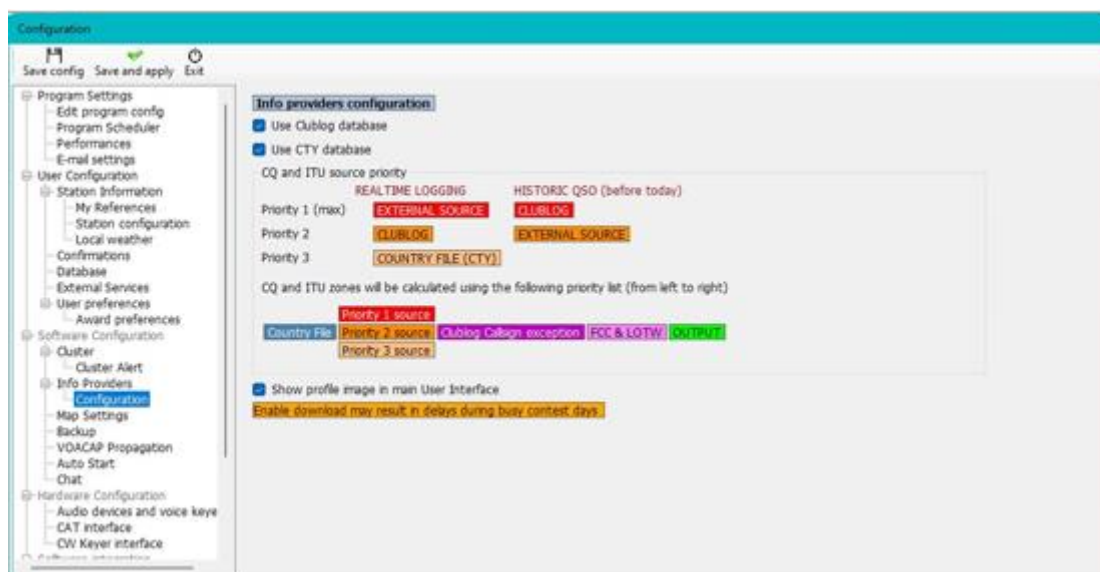 Configuration
Save config Save and apply Exit
Program Settings
Edit program config
Program Scheduler
Performances
E-mail settings
User Configuration
Station Information
My References
Station configuration
Local weather
Confirmations
Database
External Services
User preferences
Award preferences
Software Configuration
Cluster
Cluster Alert
Info Providers
Configuration
Map Settings
Backup
VOACAP Propagation
Auto Start
Chat
Hardware Configuration
Audio devices and voice keye
CAT interface
CW Keyer interface
Info providers configuration
Use Clublog database
Use CTY database
CQ and ITU source priority
REALTIME LOGGING HISTORIC QSO (before today)
Priority 1 (max) EXTERNAL SOURCE CLUBLOG
Priority 2 CLUBLOG EXTERNAL SOURCE
Priority 3 COUNTRY FILE (CTY)
CQ and ITU zones will be calculated using the following priority list (from left to right)
Priority 1 source
Country File Priority 2 source Clublog Callsign exception FCC & LOTW OUTPUT
Priority 3 source
Show profile image in main User Interface
Enable download may result in delays during busy contest days